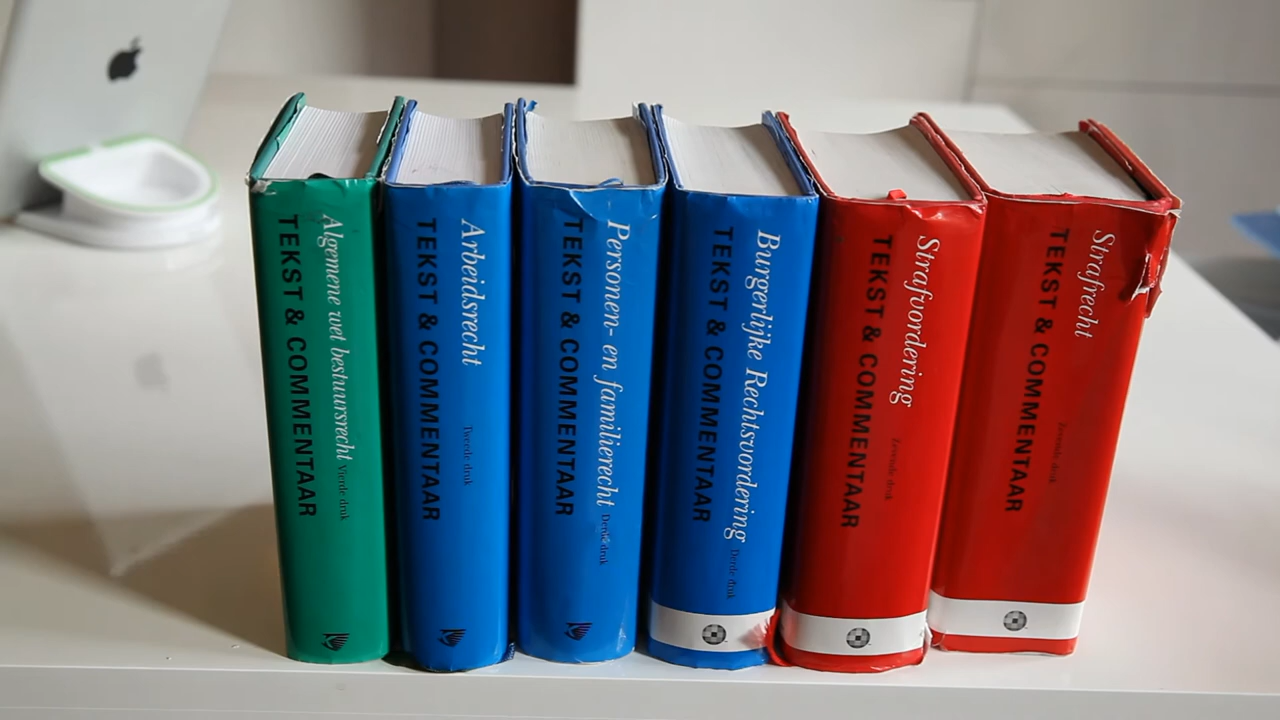 Algemene wet bestuursrecht Vierde druk
TEKST & COMMENTAAR
Arbeidsrecht Tweede druk
TEKST & COMMENTAAR
Personen- en familierecht Derde druk
TEKST & COMMENTAAR
Burgerlijke Rechtsvordering Derde druk
TEKST & COMMENTAAR
Strafvordering Zevende druk
TEKST & COMMENTAAR
Strafrecht Zevende druk
TEKST & COMMENTAAR